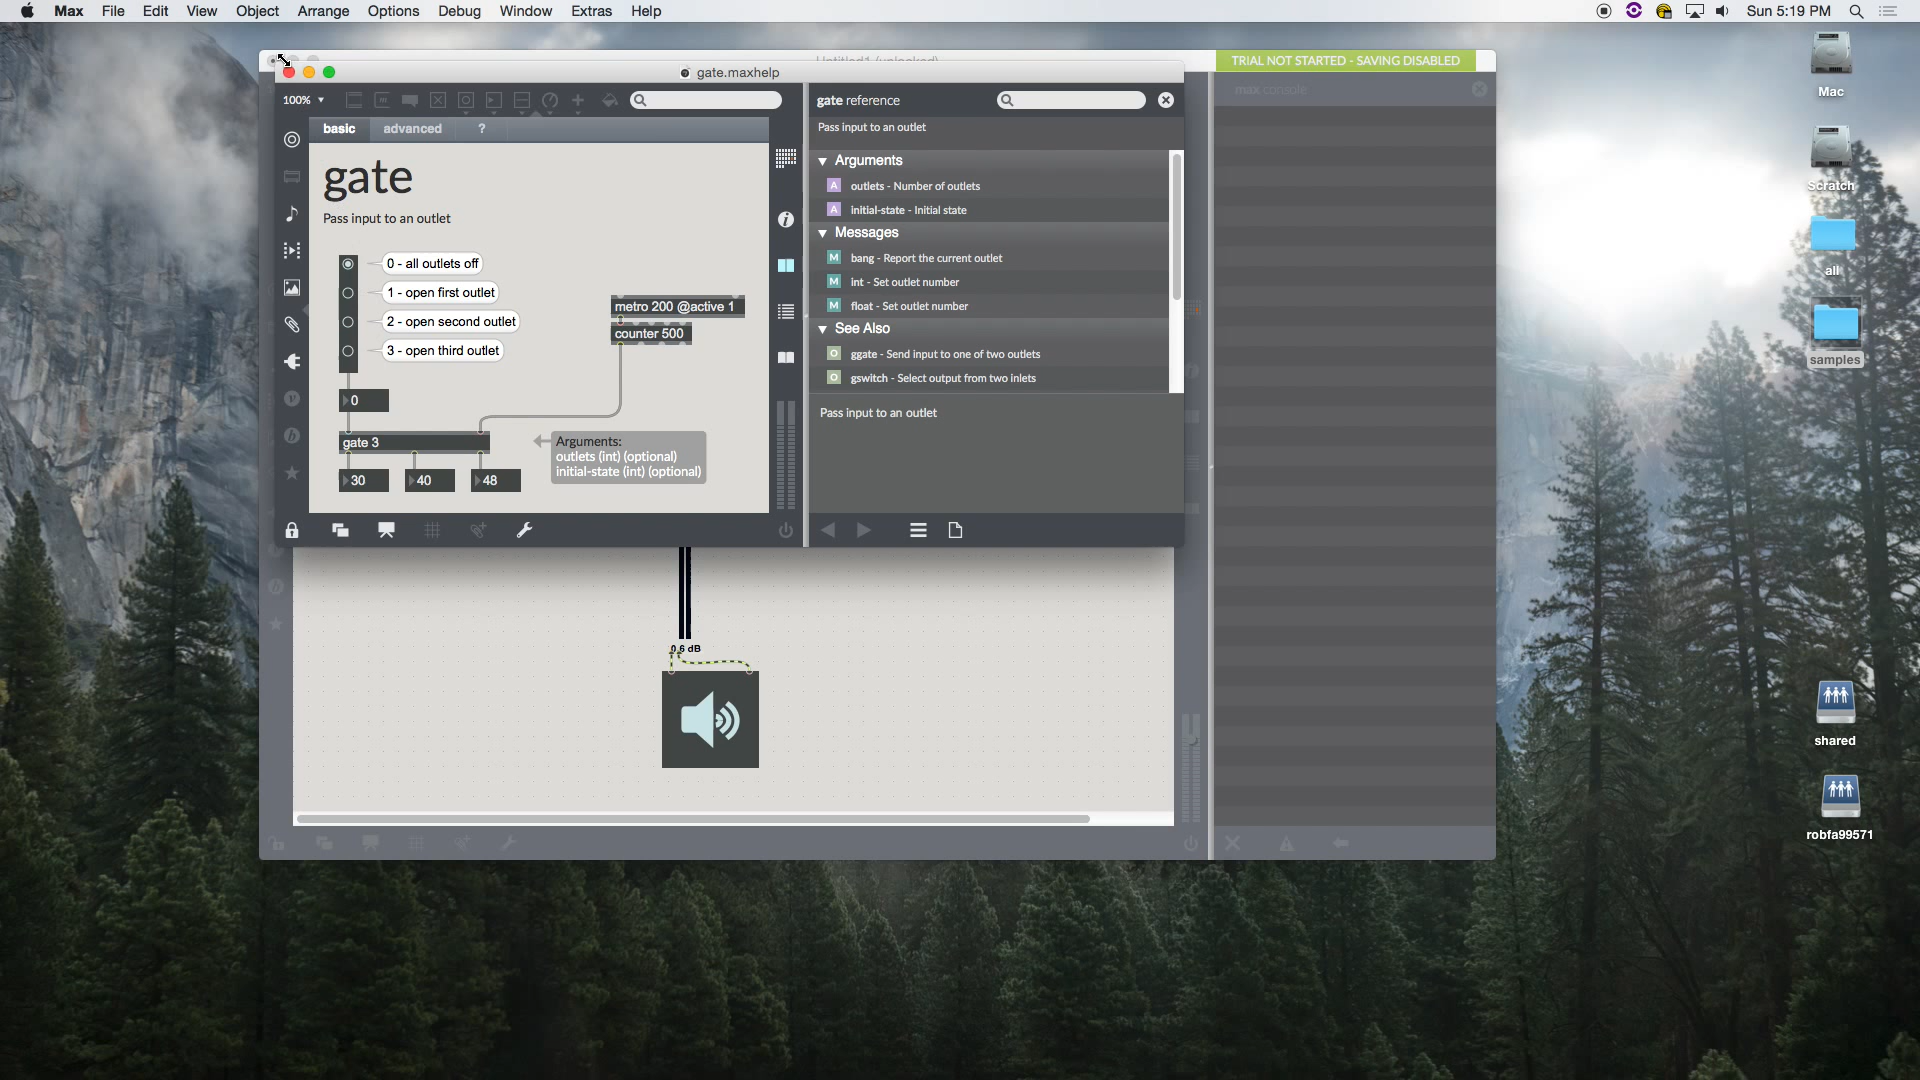 Max File Edit View Object Arrange Options Debug Window Extras Help
Sun 5:19 PM
Untitled1 (unlocked)
TRIAL NOT STARTED - SAVING DISABLED
gate.maxhelp
100%
gate reference
max console
basic advanced ?
Pass input to an outlet
gate
Pass input to an outlet
0 - all outlets off
1 - open first outlet
2 - open second outlet
3 - open third outlet
metro 200 @active 1
counter 500
0
gate 3
30 40 48
Arguments:
outlets (int) (optional)
initial-state (int) (optional)
Arguments
A outlets - Number of outlets
A initial-state - Initial state
Messages
M bang - Report the current outlet
M int - Set outlet number
M float - Set outlet number
See Also
O ggate - Send input to one of two outlets
O gswitch - Select output from two inlets
Pass input to an outlet
0.6 dB
Mac
Scratch
all
samples
shared
robfa99571